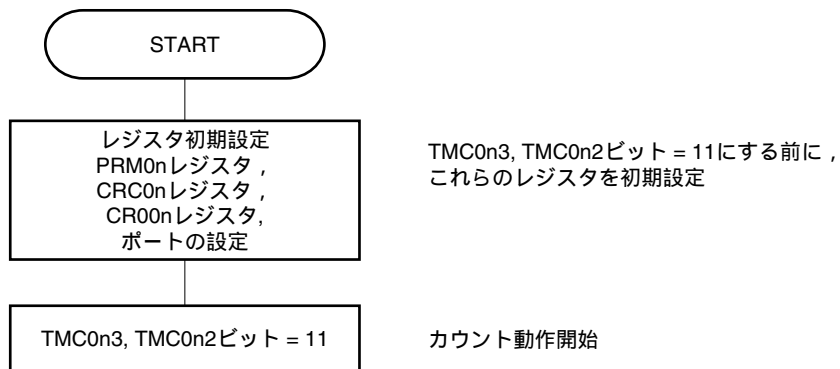 START
レジスタ初期設定
PRM0nレジスタ，
CRC0nレジスタ，
CR00nレジスタ,
ポートの設定
TMC0n3, TMC0n2ビット = 11にする前に，
これらのレジスタを初期設定
TMC0n3, TMC0n2ビット = 11
カウント動作開始